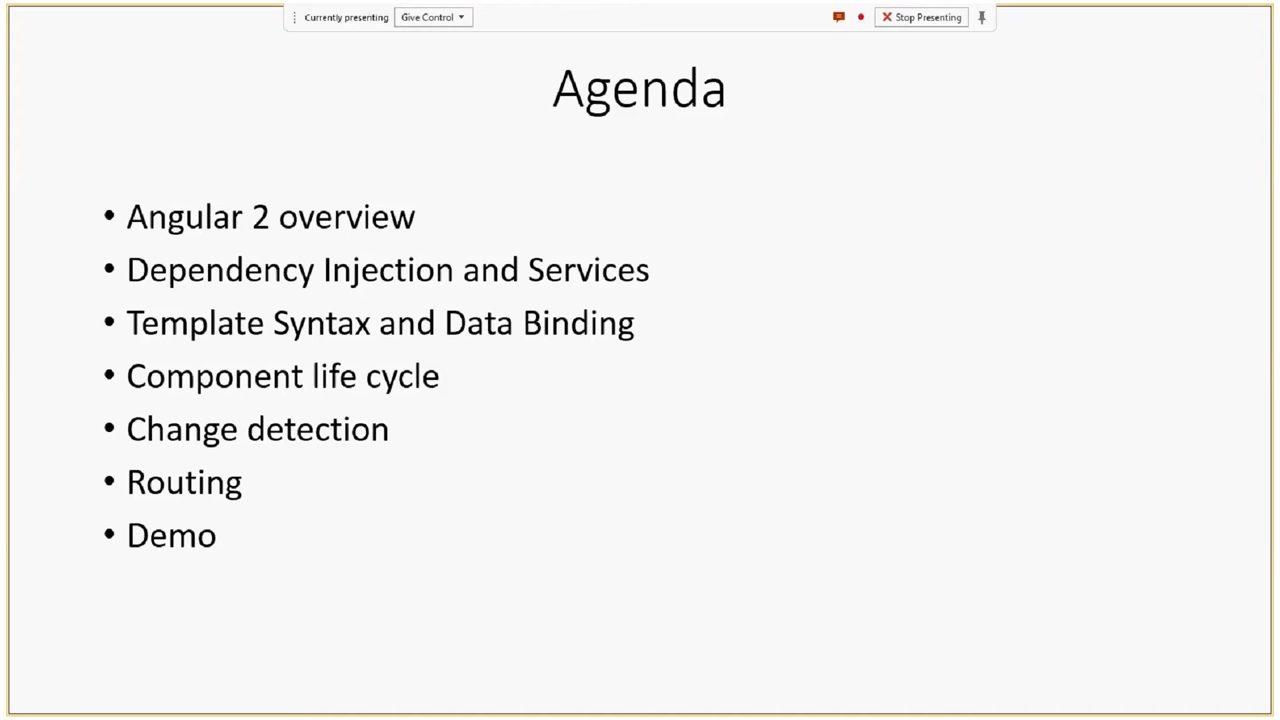 Currently presenting Give Control Stop Presenting
Agenda
• Angular 2 overview
• Dependency Injection and Services
• Template Syntax and Data Binding
• Component life cycle
• Change detection
• Routing
• Demo